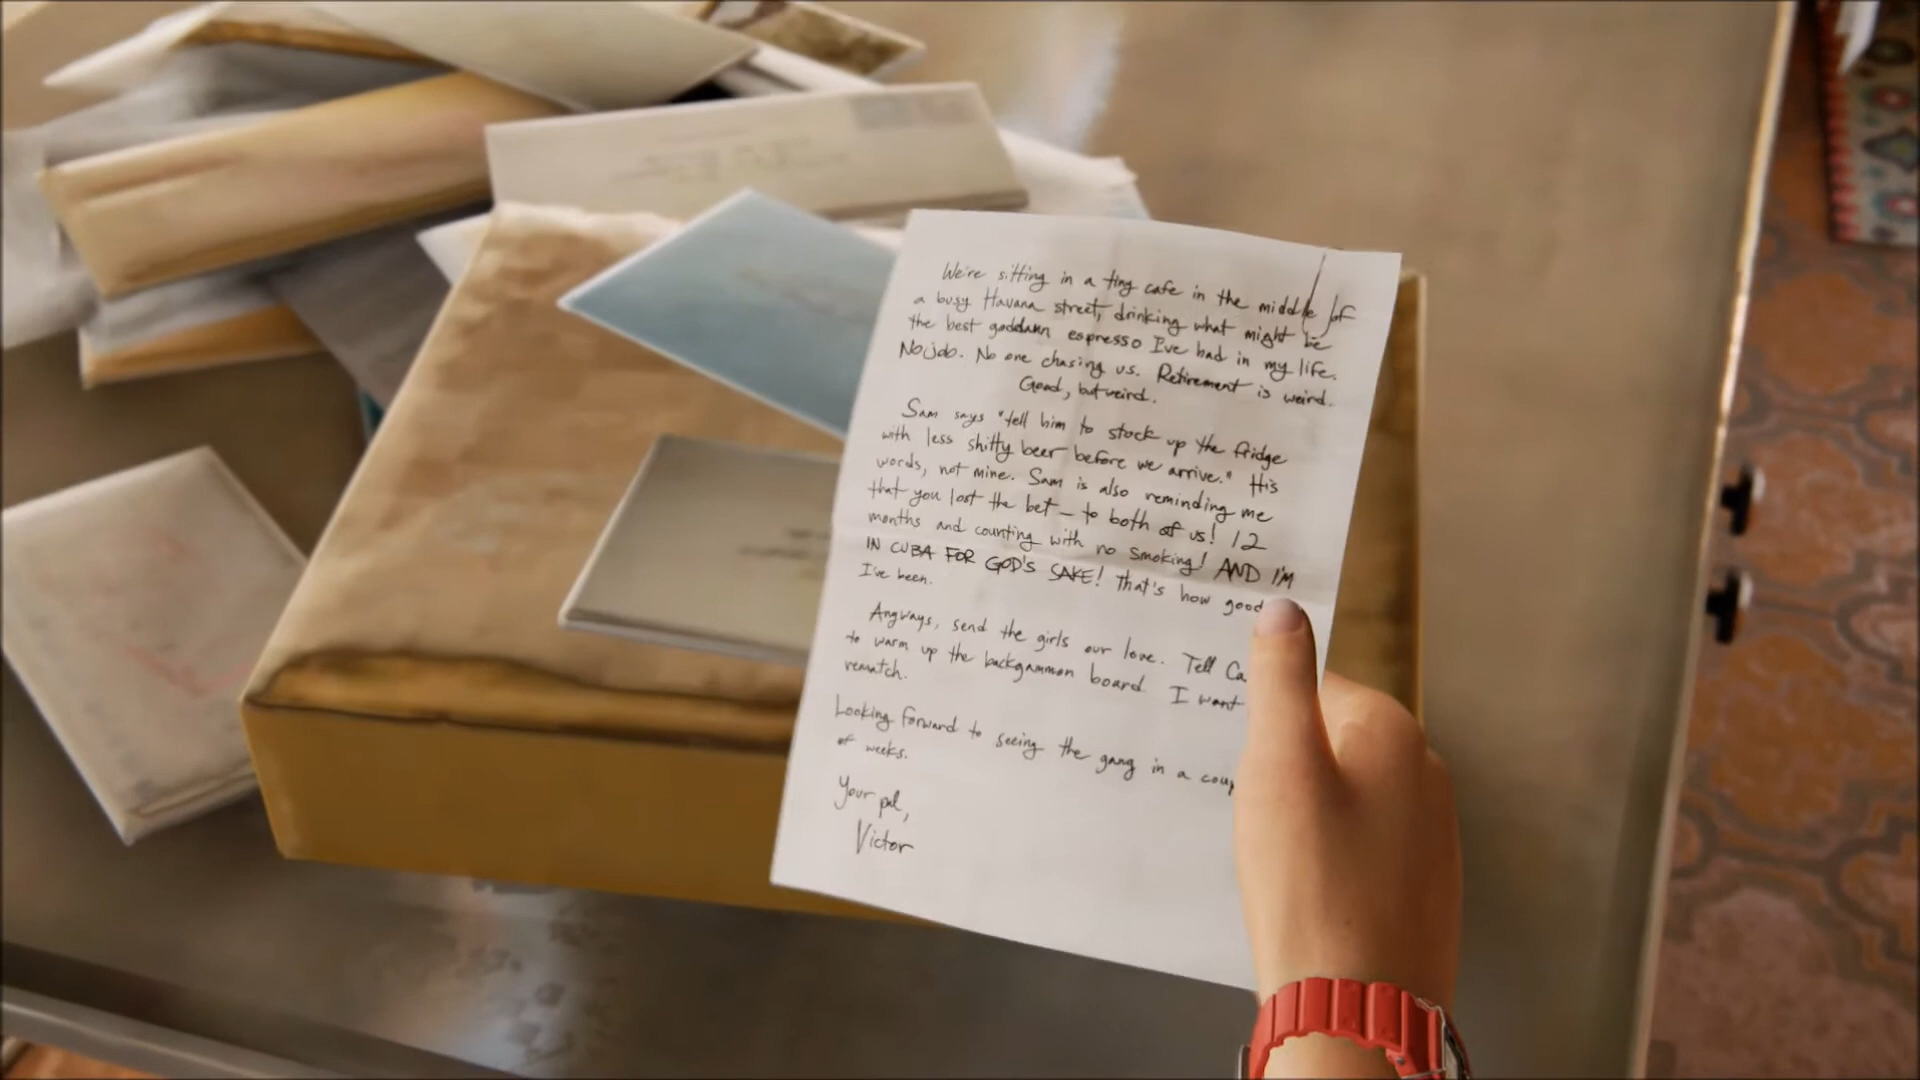 We're sitting in a tiny cafe in the middle of
a busy Havana street, drinking what might be
the best goddamn espresso I've had in my life.
No job. No one chasing us. Retirement is weird.
Good, but weird.
Sam says "tell him to stock up the fridge
with less shitty beer before we arrive." His
words, not mine. Sam is also reminding me
that you lost the bet - to both of us! 12
months and counting with no smoking! AND I'M
IN CUBA FOR GOD'S SAKE! That's how good
I've been.
Anyways, send the girls our love. Tell Ca
to warm up the backgammon board. I want
rematch.
Looking forward to seeing the gang in a coup
of weeks.
Your pal,
Victor